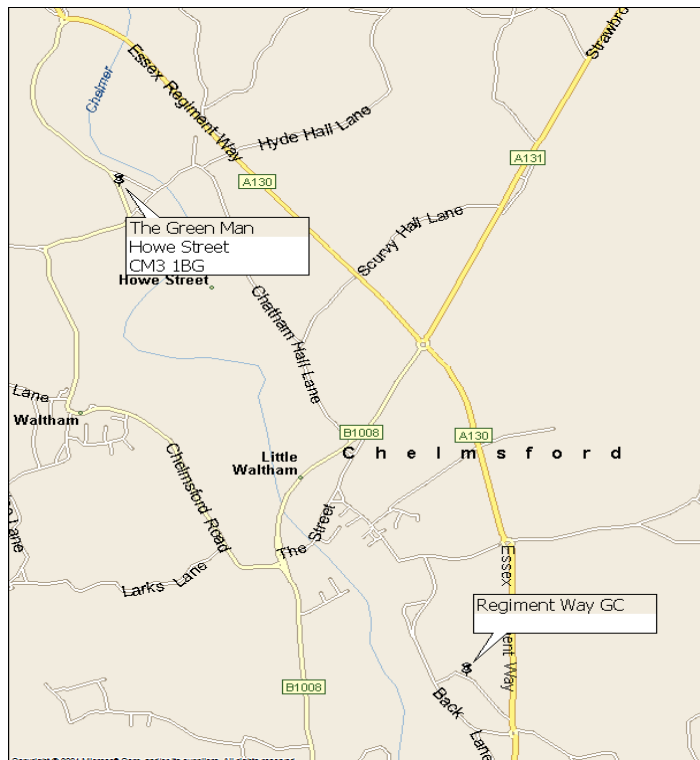 Strawbro
Chelmer
Essex Regiment Way
Hyde Hall Lane
A131
A130
Scurvy Hall Lane
The Green Man
Howe Street
CM3 1BG
Howe Street
Chatham Hall Lane
Lane
Waltham
B1008
A130
Chelmsford
Little
Waltham
Chelmsford Road
The Street
Lane
Larks Lane
Essex
Regiment Way GC
ent Way
B1008
Back Lane